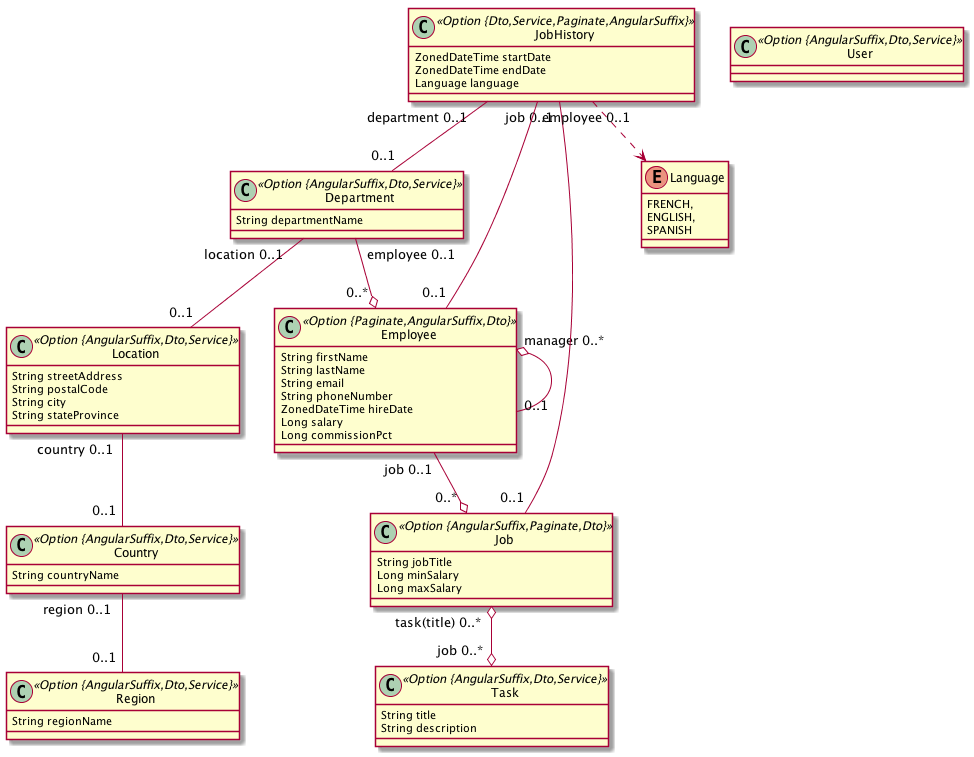 C «Option {Dto,Service,Paginate,AngularSuffix}»
JobHistory
ZonedDateTime startDate
ZonedDateTime endDate
Language language
C «Option {AngularSuffix,Dto,Service}»
User
department 0..1
job 0..1
employee 0..1
0..1
E Language
FRENCH,
ENGLISH,
SPANISH
C «Option {AngularSuffix,Dto,Service}»
Department
String departmentName
location 0..1
employee 0..1
0..1
0..*
0..1
C «Option {Paginate,AngularSuffix,Dto}»
Employee
String firstName
String lastName
String email
String phoneNumber
ZonedDateTime hireDate
Long salary
Long commissionPct
manager 0..*
0..1
C «Option {AngularSuffix,Dto,Service}»
Location
String streetAddress
String postalCode
String city
String stateProvince
country 0..1
0..1
job 0..1
0..*
0..1
C «Option {AngularSuffix,Dto,Service}»
Country
String countryName
region 0..1
0..1
C «Option {AngularSuffix,Paginate,Dto}»
Job
String jobTitle
Long minSalary
Long maxSalary
task(title) 0..*
job 0..*
C «Option {AngularSuffix,Dto,Service}»
Region
String regionName
C «Option {AngularSuffix,Dto,Service}»
Task
String title
String description